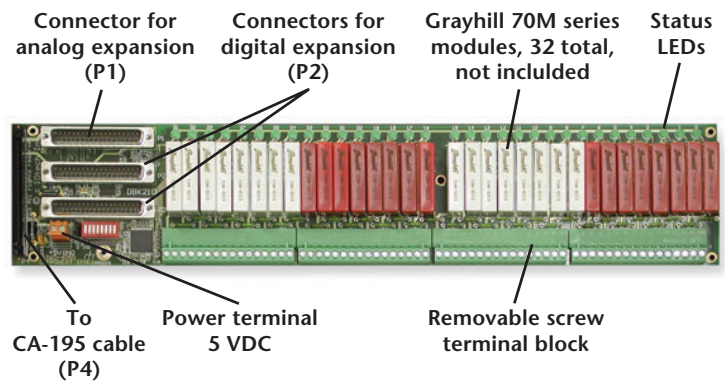 Connector for
analog expansion
(P1)
Connectors for
digital expansion
(P2)
Grayhill 70M series
modules, 32 total,
not inclulded
Status
LEDs
DBK210
To
CA-195 cable
(P4)
Power terminal
5 VDC
Removable screw
terminal block